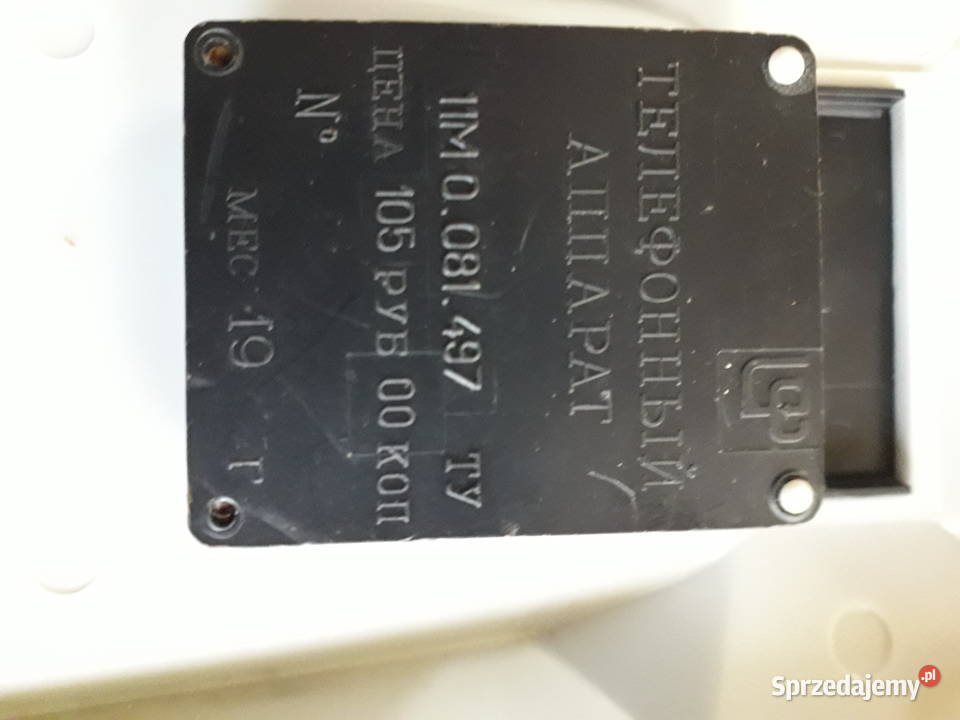 ТЕЛЕФОННЫЙ
АППАРАТ
ПМ0.081.497 ТУ
ЦЕНА 105 РУБ 00 КОП
№
МЕС 19 Г
Sprzedajemy.pl